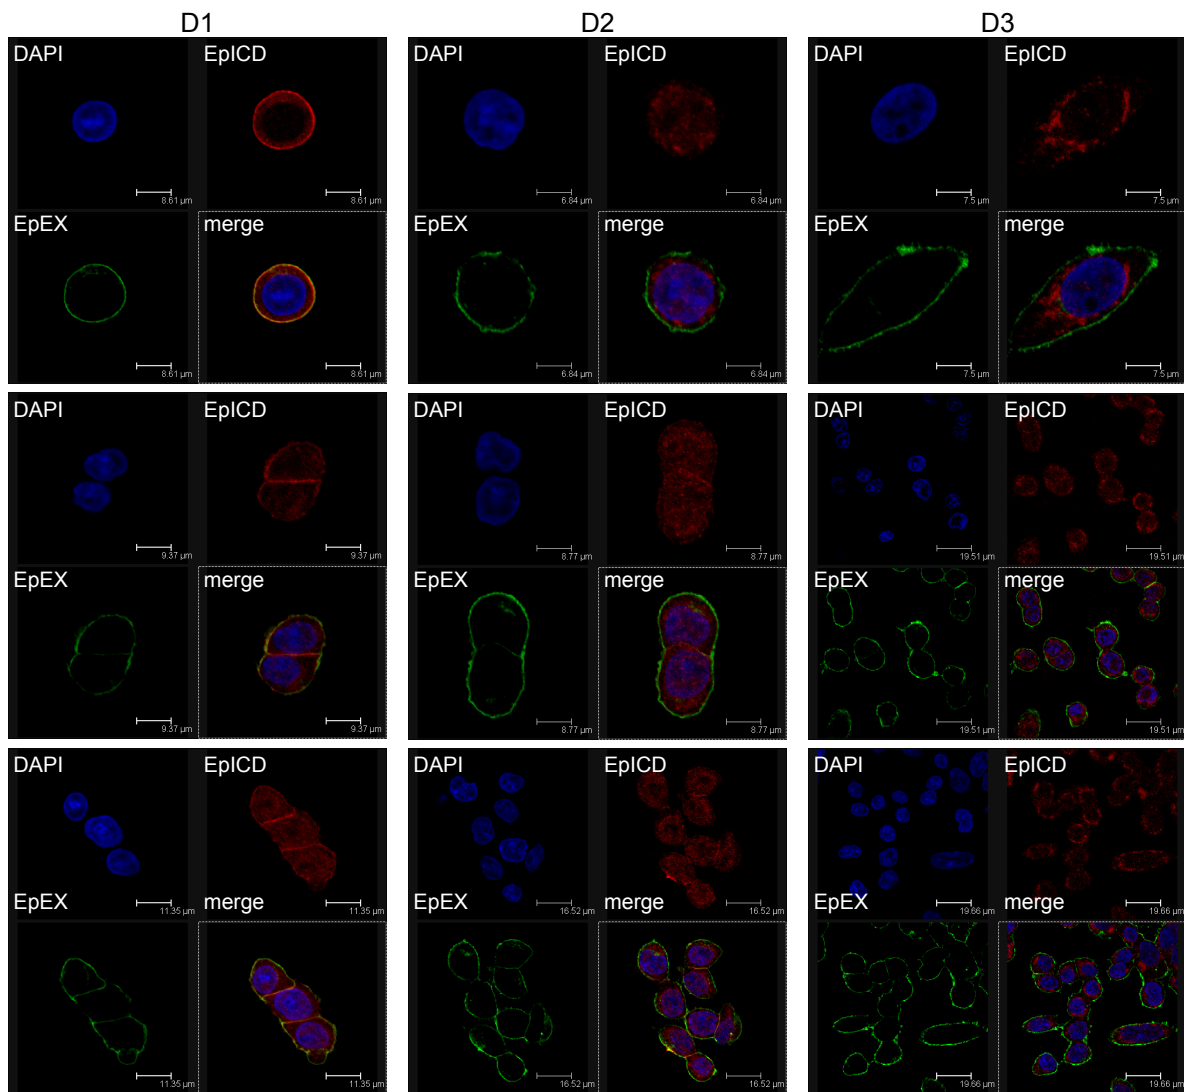 D1 D2 D3
DAPI EpICD DAPI EpICD DAPI EpICD
8.61 µm 8.61 µm 6.84 µm 6.84 µm 7.5 µm 7.5 µm
EpEX merge EpEX merge EpEX merge
8.61 µm 8.61 µm 6.84 µm 6.84 µm 7.5 µm 7.5 µm
DAPI EpICD DAPI EpICD DAPI EpICD
9.37 µm 9.37 µm 8.77 µm 8.77 µm 19.51 µm 19.51 µm
EpEX merge EpEX merge EpEX merge
9.37 µm 9.37 µm 8.77 µm 8.77 µm 19.51 µm 19.51 µm
DAPI EpICD DAPI EpICD DAPI EpICD
EpEX merge EpEX merge EpEX merge
11.35 µm 11.35 µm 16.52 µm 16.52 µm 19.66 µm 19.66 µm
11.35 µm 11.35 µm 16.52 µm 16.52 µm 19.66 µm 19.66 µm